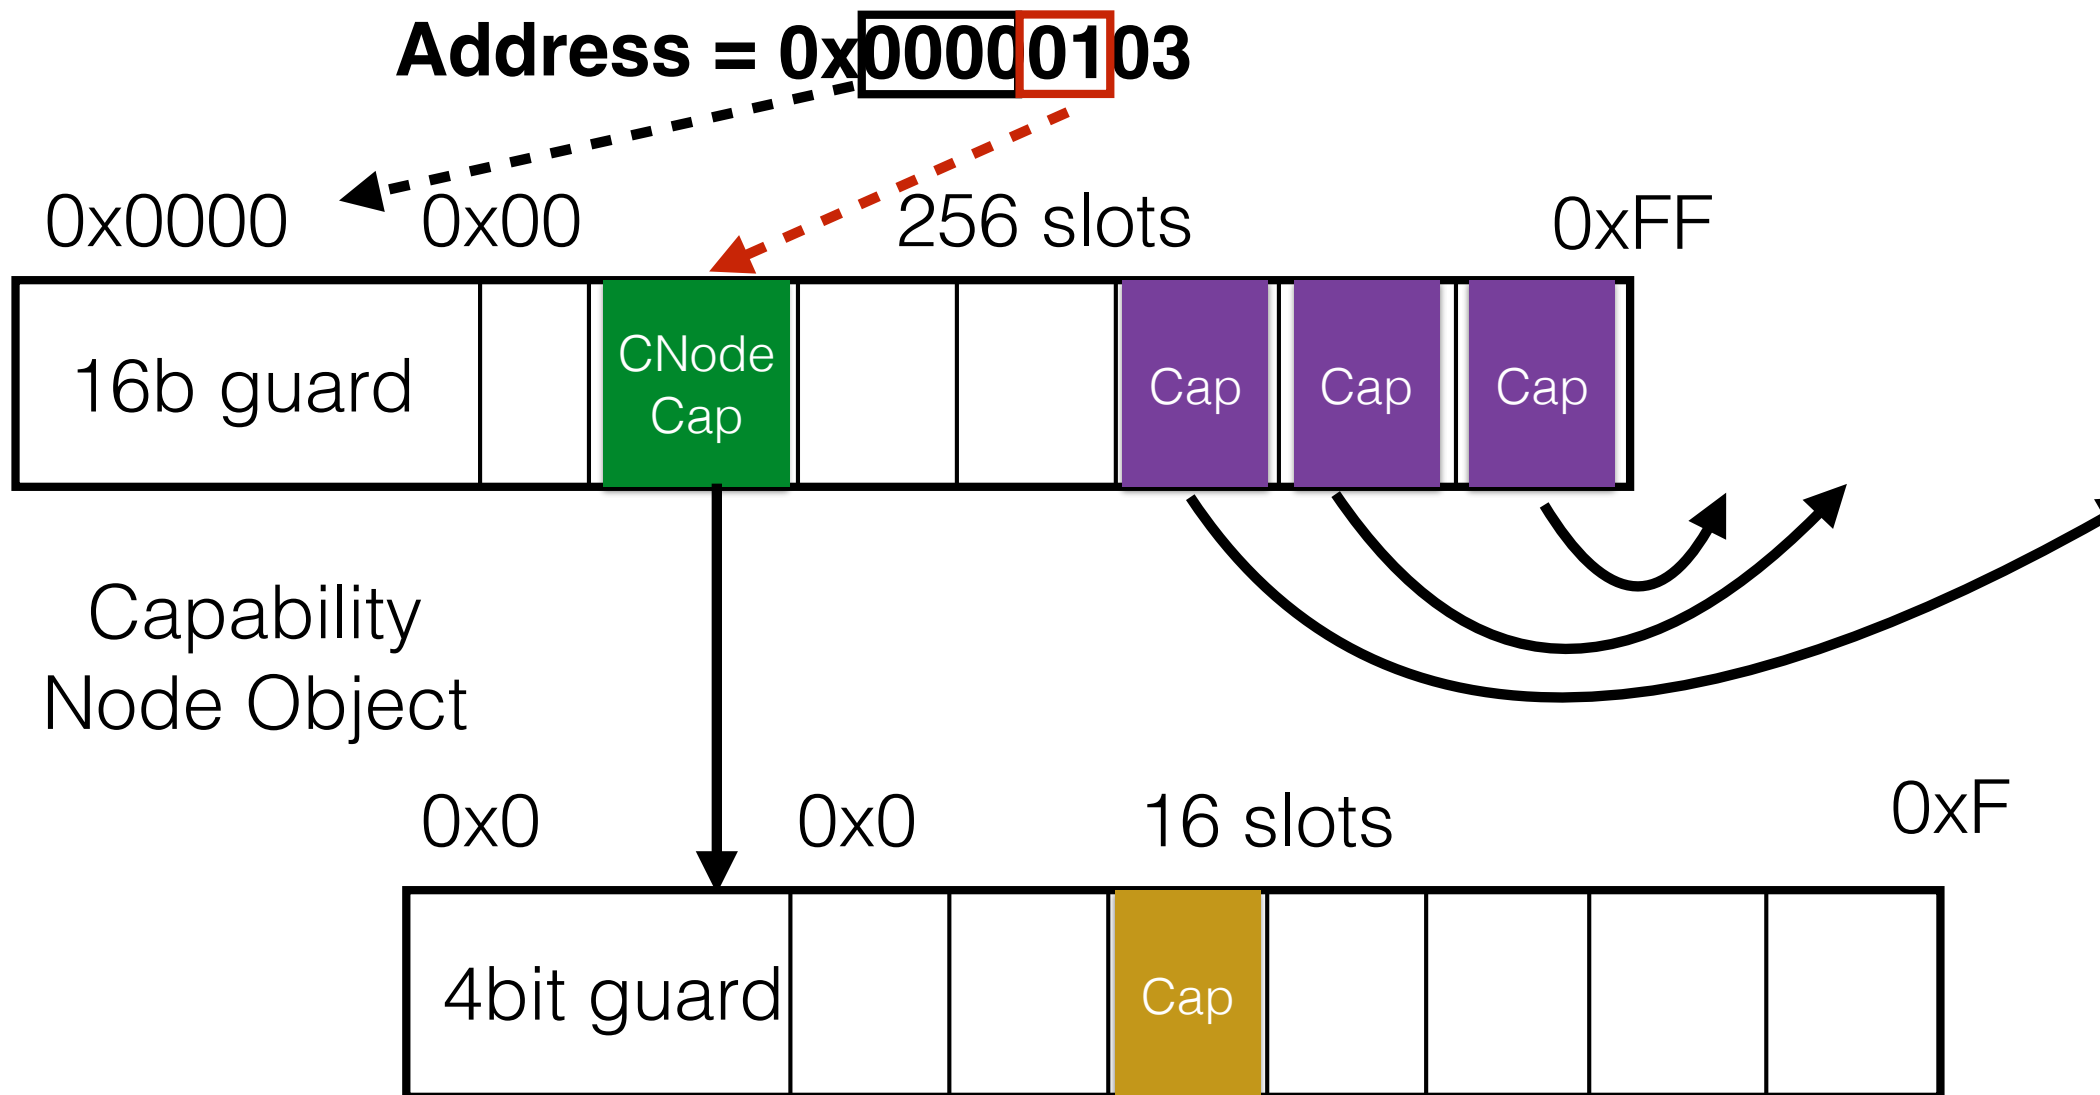 Address = 0x00000103
0x0000 0x00 256 slots 0xFF
16b guard
CNode
Cap
Cap Cap Cap
Capability
Node Object
0x0 0x0 16 slots 0xF
4bit guard Cap